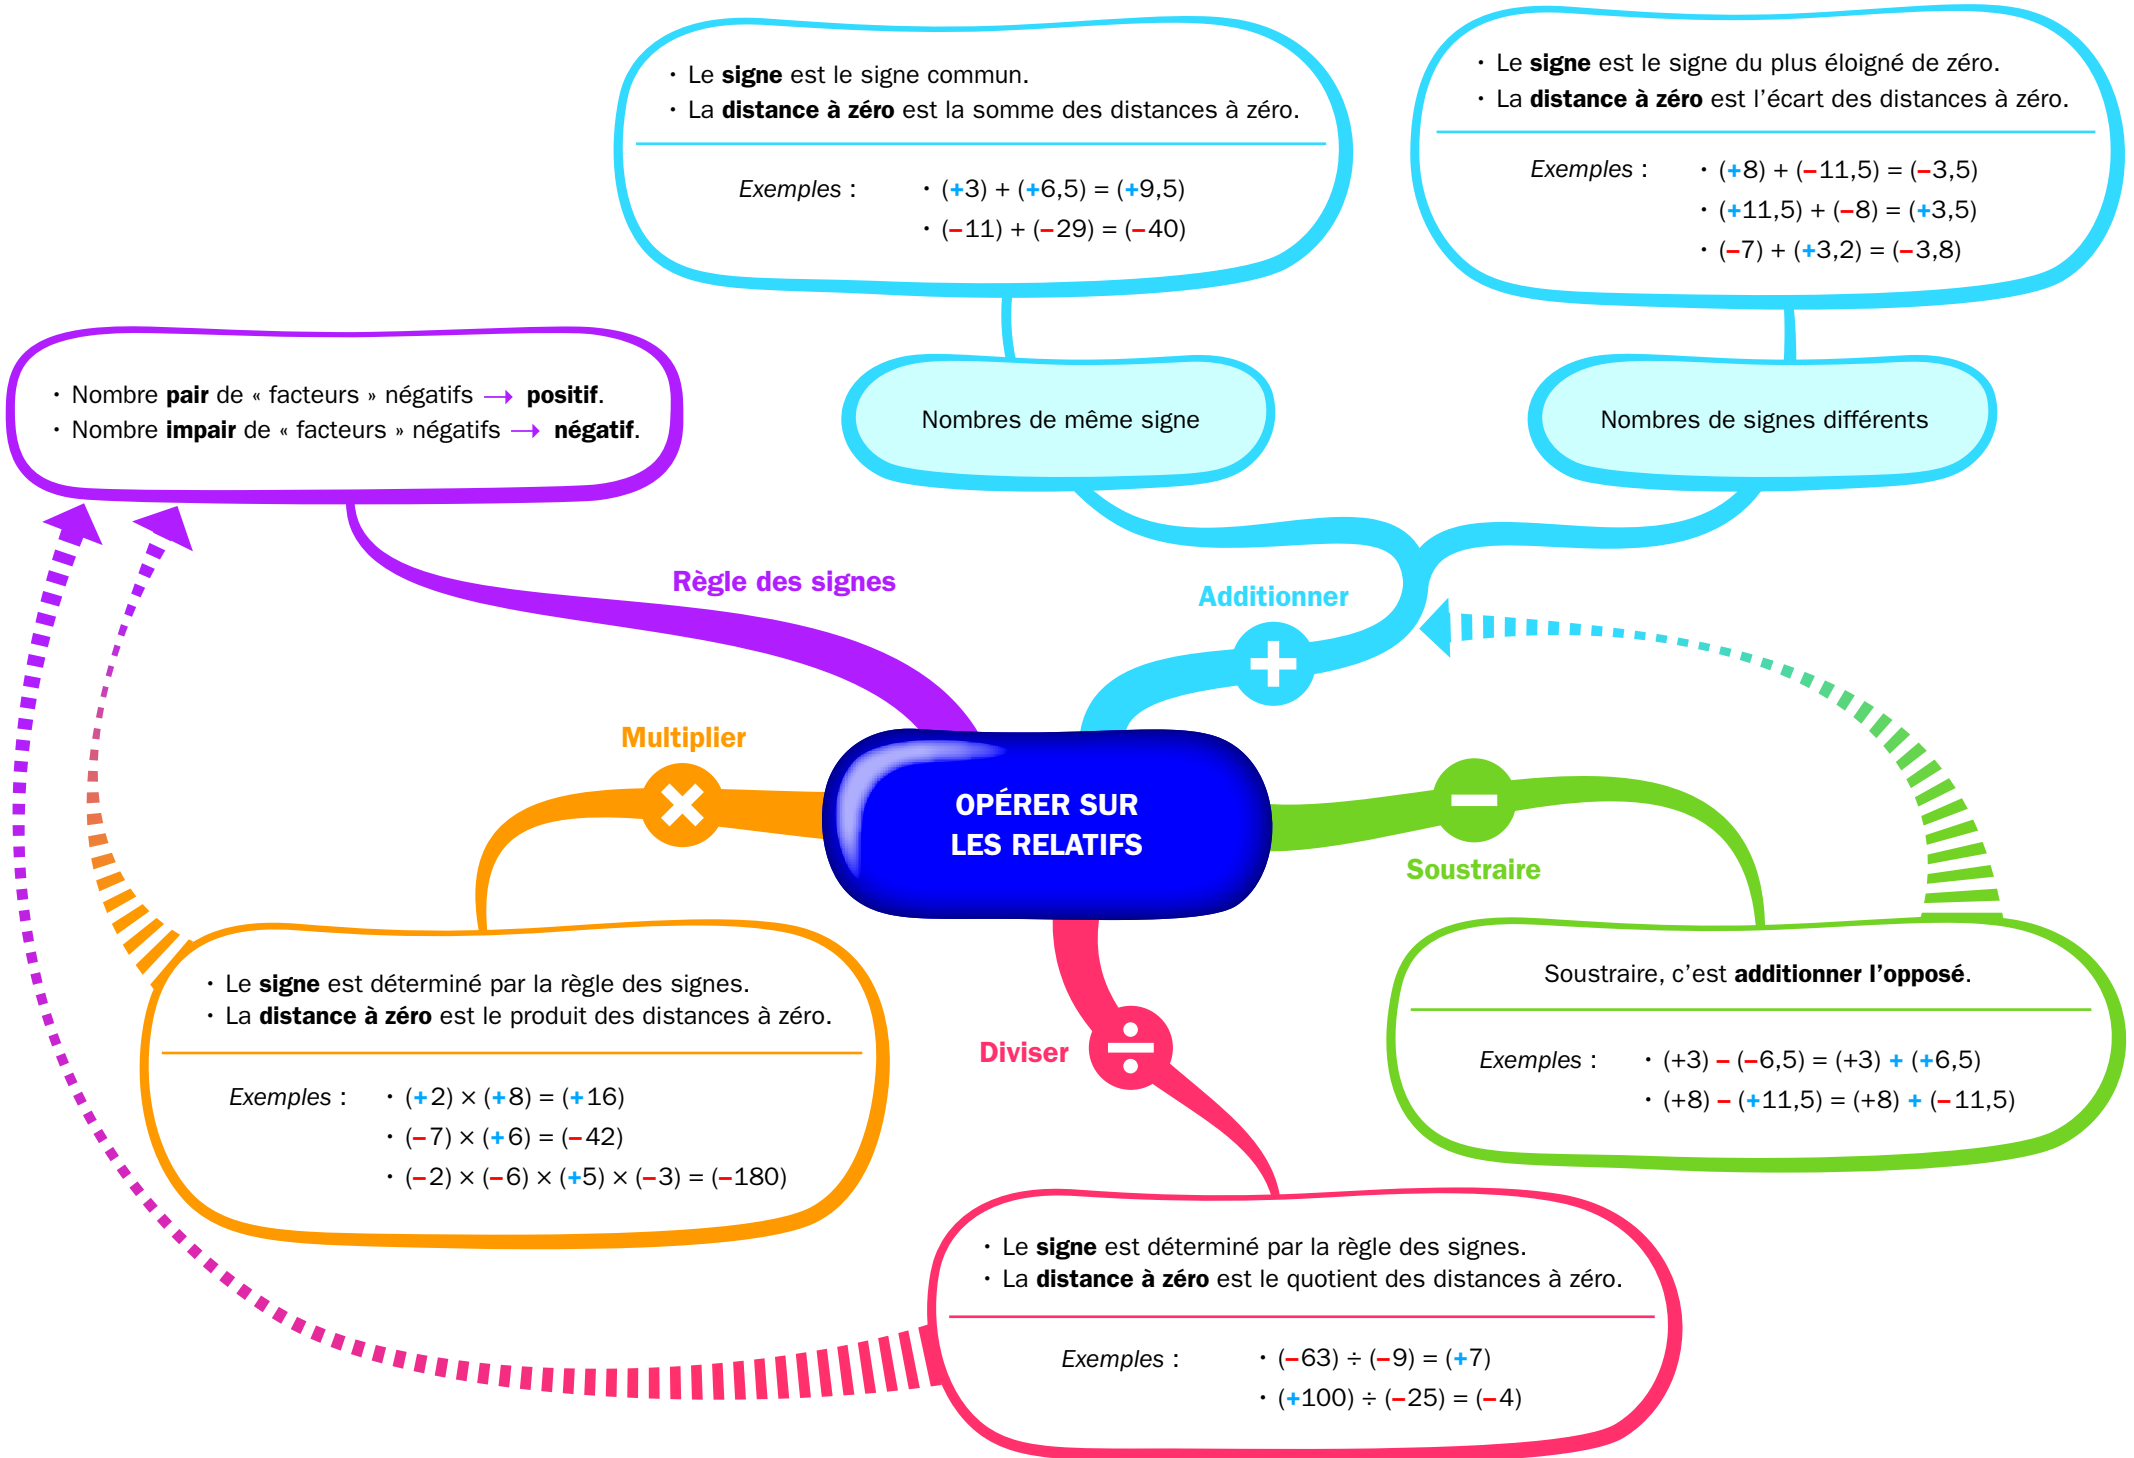 • Le signe est le signe commun.
• La distance à zéro est la somme des distances à zéro.
Exemples :
• (+3) + (+6,5) = (+9,5)
• (−11) + (−29) = (−40)
• Le signe est le signe du plus éloigné de zéro.
• La distance à zéro est l’écart des distances à zéro.
Exemples :
• (+8) + (−11,5) = (−3,5)
• (+11,5) + (−8) = (+3,5)
• (−7) + (+3,2) = (−3,8)
• Nombre pair de « facteurs » négatifs → positif.
• Nombre impair de « facteurs » négatifs → négatif.
Nombres de même signe
Nombres de signes différents
Règle des signes
Additionner
+
Multiplier
×
OPÉRER SUR
LES RELATIFS
−
Soustraire
• Le signe est déterminé par la règle des signes.
• La distance à zéro est le produit des distances à zéro.
Exemples :
• (+2) × (+8) = (+16)
• (−7) × (+6) = (−42)
• (−2) × (−6) × (+5) × (−3) = (−180)
Diviser
÷
Soustraire, c’est additionner l’opposé.
Exemples :
• (+3) − (−6,5) = (+3) + (+6,5)
• (+8) − (+11,5) = (+8) + (−11,5)
• Le signe est déterminé par la règle des signes.
• La distance à zéro est le quotient des distances à zéro.
Exemples :
• (−63) ÷ (−9) = (+7)
• (+100) ÷ (−25) = (−4)